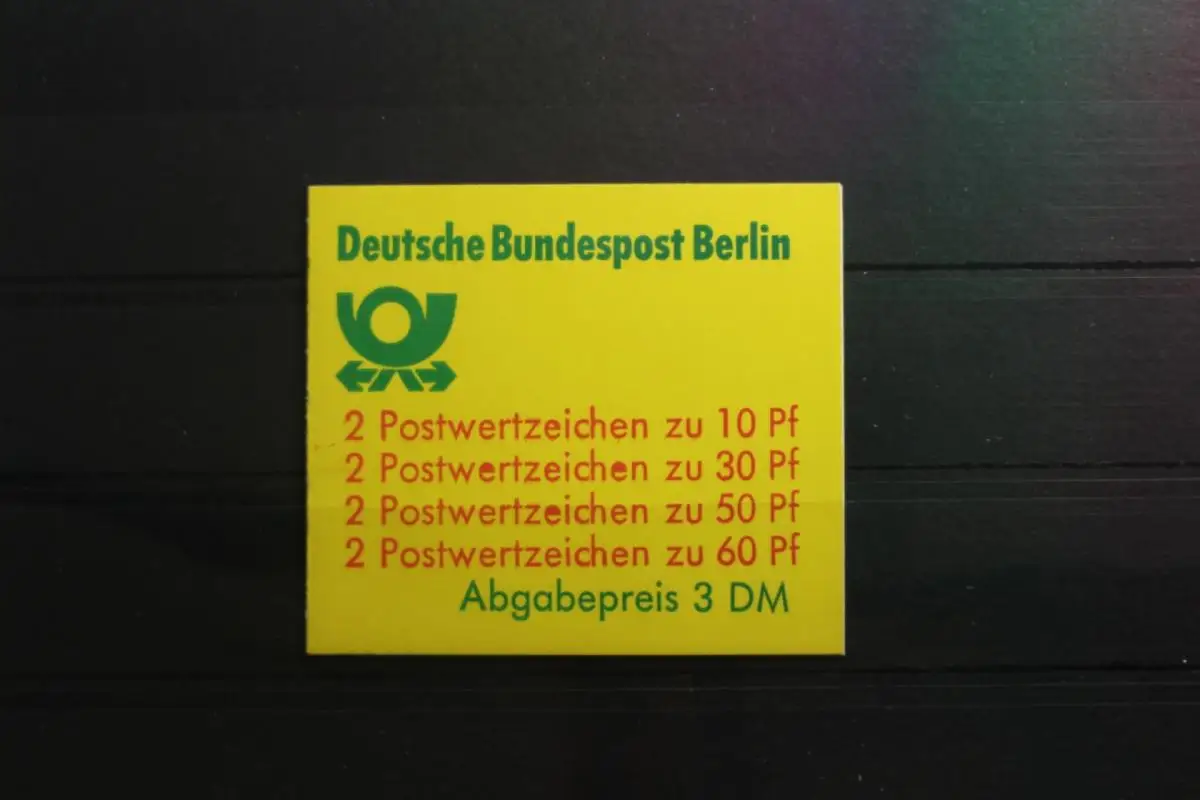 Deutsche Bundespost Berlin
2 Postwertzeichen zu 10 Pf
2 Postwertzeichen zu 30 Pf
2 Postwertzeichen zu 50 Pf
2 Postwertzeichen zu 60 Pf
Abgabepreis 3 DM